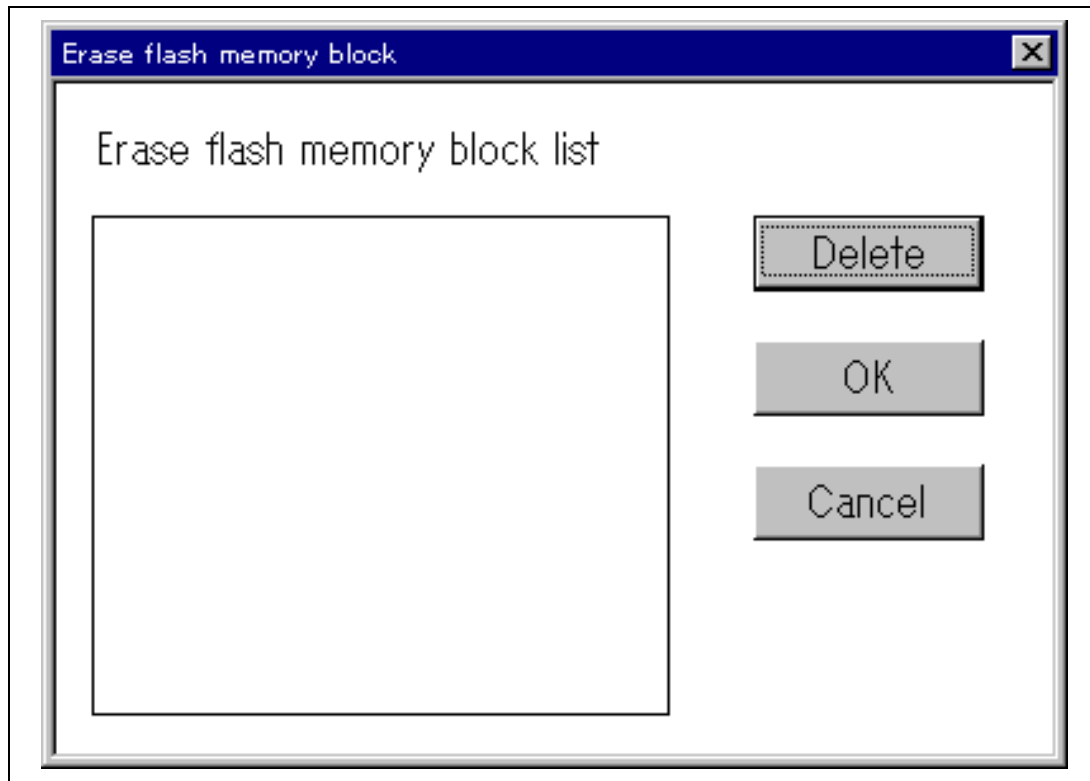 Erase flash memory block
Erase flash memory block list
Delete
OK
Cancel